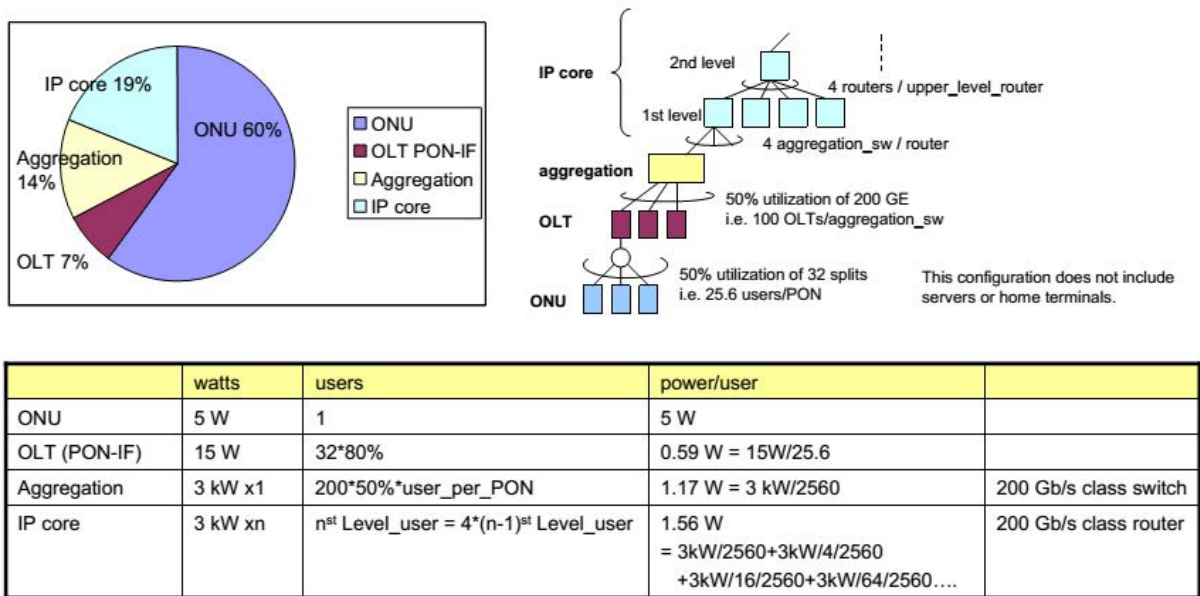 IP core 19%
ONU 60%
Aggregation
14%
OLT 7%
ONU
OLT PON-IF
Aggregation
IP core
IP core
2nd level
4 routers / upper_level_router
1st level
4 aggregation_sw / router
aggregation
50% utilization of 200 GE
i.e. 100 OLTs/aggregation_sw
OLT
50% utilization of 32 splits
i.e. 25.6 users/PON
ONU
This configuration does not include
servers or home terminals.
watts users power/user
ONU 5 W 1 5 W
OLT (PON-IF) 15 W 32*80% 0.59 W = 15W/25.6
Aggregation 3 kW x1 200*50%*user_per_PON 1.17 W = 3 kW/2560 200 Gb/s class switch
IP core 3 kW xn nst Level_user = 4*(n-1)st Level_user 1.56 W 200 Gb/s class router
= 3kW/2560+3kW/4/2560
+3kW/16/2560+3kW/64/2560....